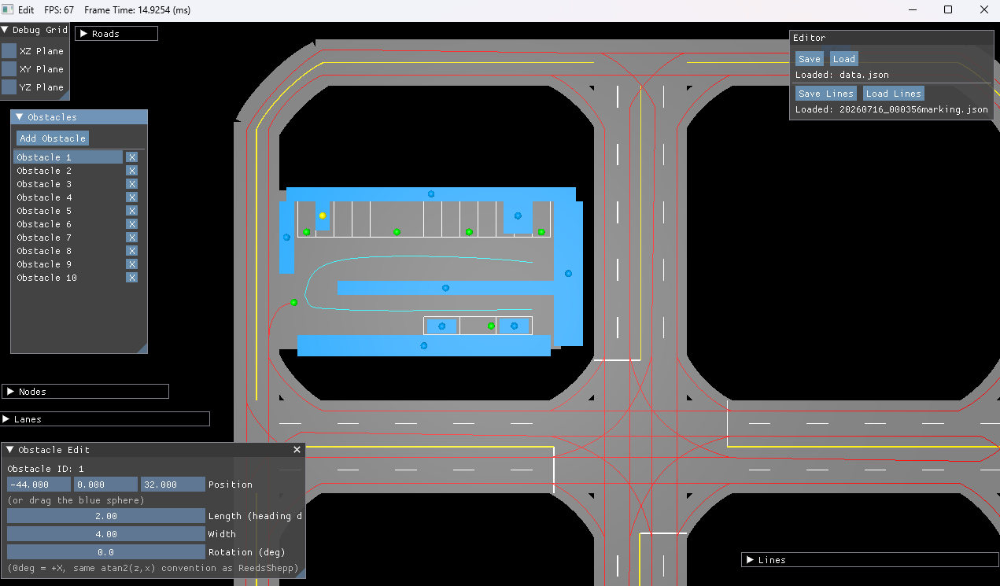 Edit FPS: 67 Frame Time: 14.9254 (ms)
Debug Grid
XZ Plane
XY Plane
YZ Plane
Roads
Editor
Save Load
Loaded: data.json
Save Lines Load Lines
Loaded: 20260716_000356marking.json
Obstacles
Add Obstacle
Obstacle 1 X
Obstacle 2 X
Obstacle 3 X
Obstacle 4 X
Obstacle 5 X
Obstacle 6 X
Obstacle 7 X
Obstacle 8 X
Obstacle 9 X
Obstacle 10 X
Nodes
Lanes
Obstacle Edit
Obstacle ID: 1
-44.000 0.000 32.000 Position
(or drag the blue sphere)
2.00 Length (heading d
4.00 Width
0.0 Rotation (deg)
(0deg = +X, same atan2(z,x) convention as ReedsShepp)
Lines